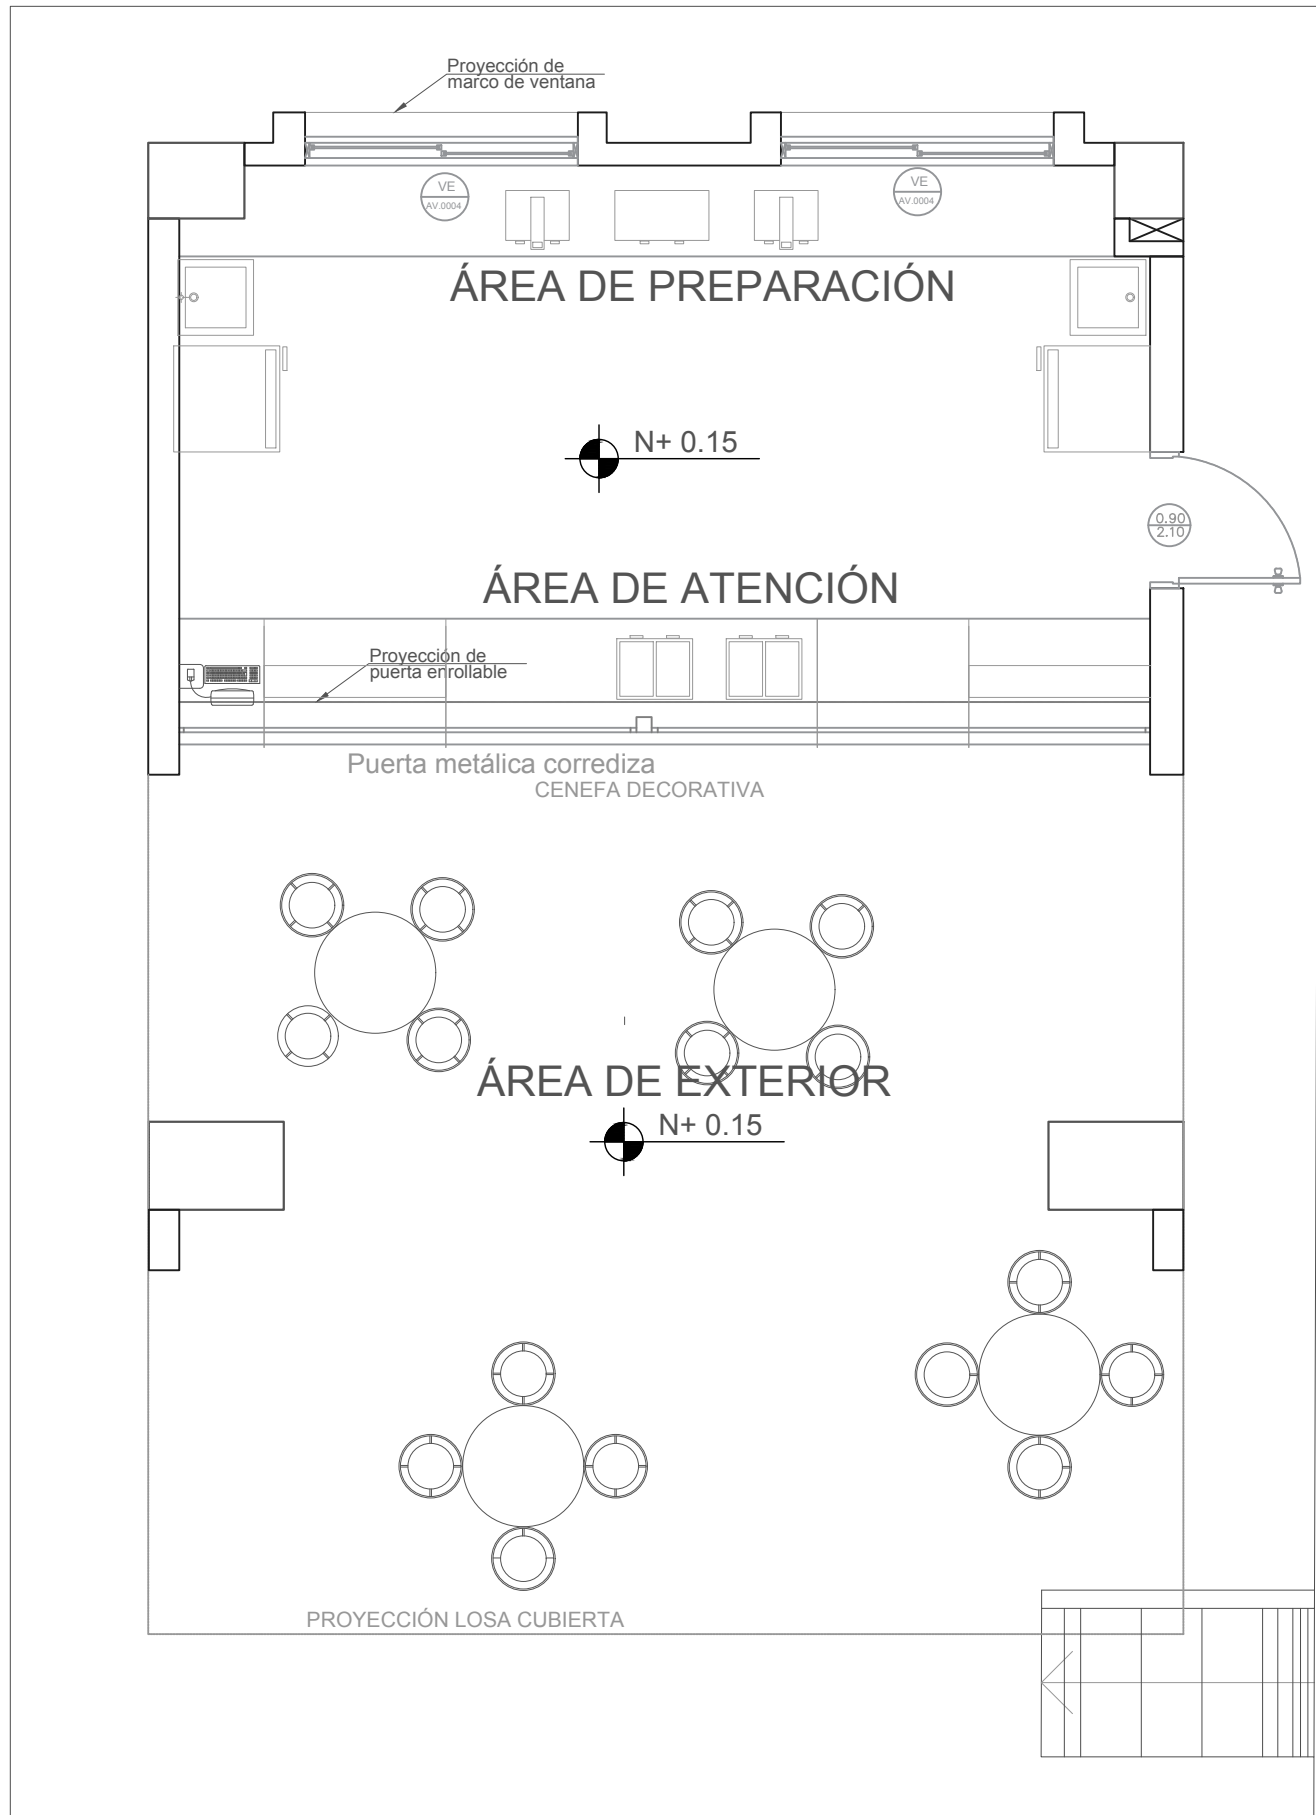 Proyección de
marco de ventana
VE
AV.0004
VE
AV.0004
ÁREA DE PREPARACIÓN
N+ 0.15
0.90
2.10
ÁREA DE ATENCIÓN
Proyección de
puerta enrollable
Puerta metálica corrediza
CENEFA DECORATIVA
ÁREA DE EXTERIOR
N+ 0.15
PROYECCIÓN LOSA CUBIERTA